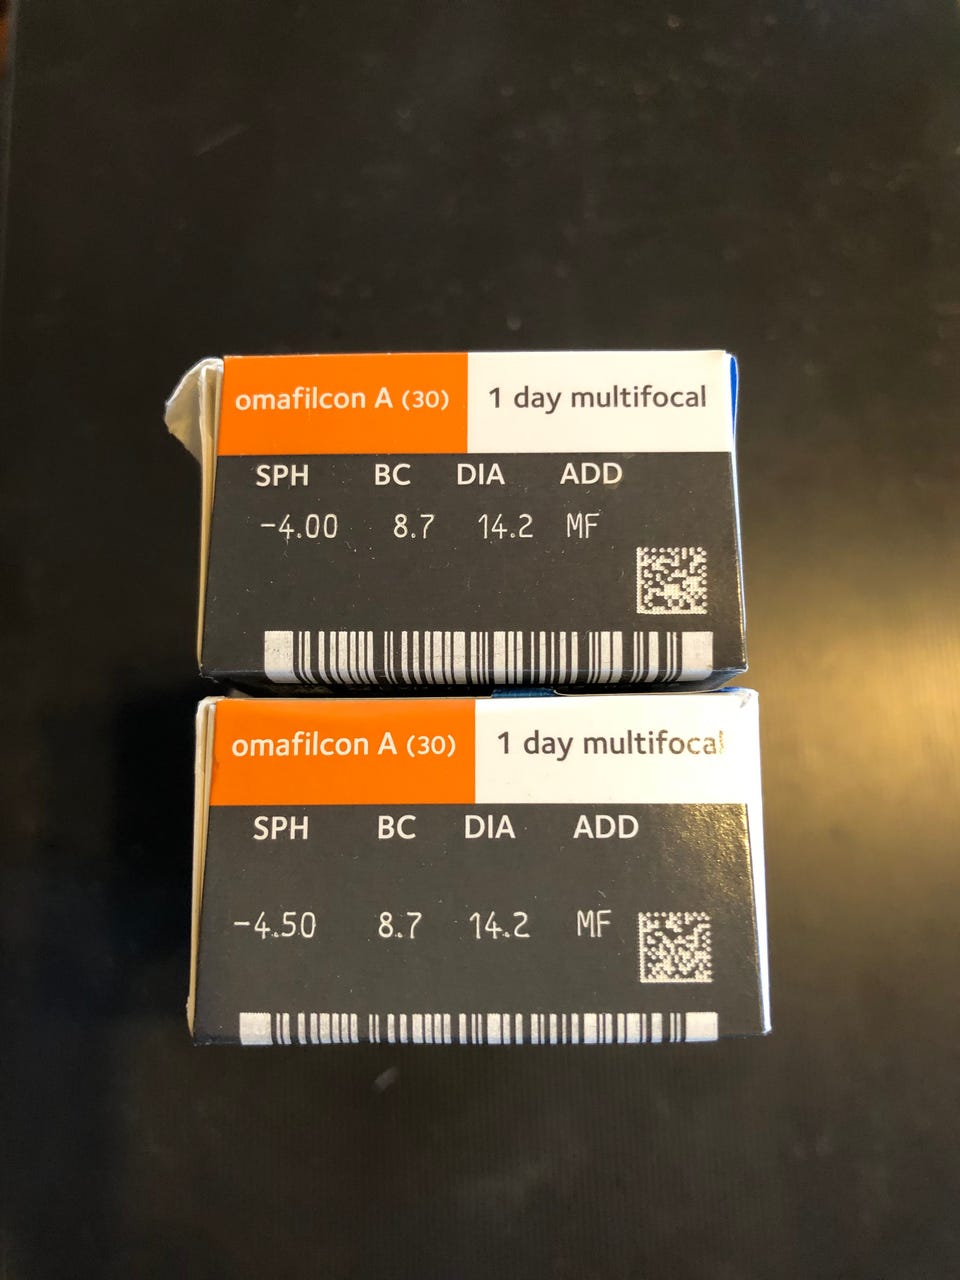 omafilcon A (30) 1 day multifocal
SPH BC DIA ADD
-4.00 8.7 14.2 MF
omafilcon A (30) 1 day multifocal
SPH BC DIA ADD
-4.50 8.7 14.2 MF